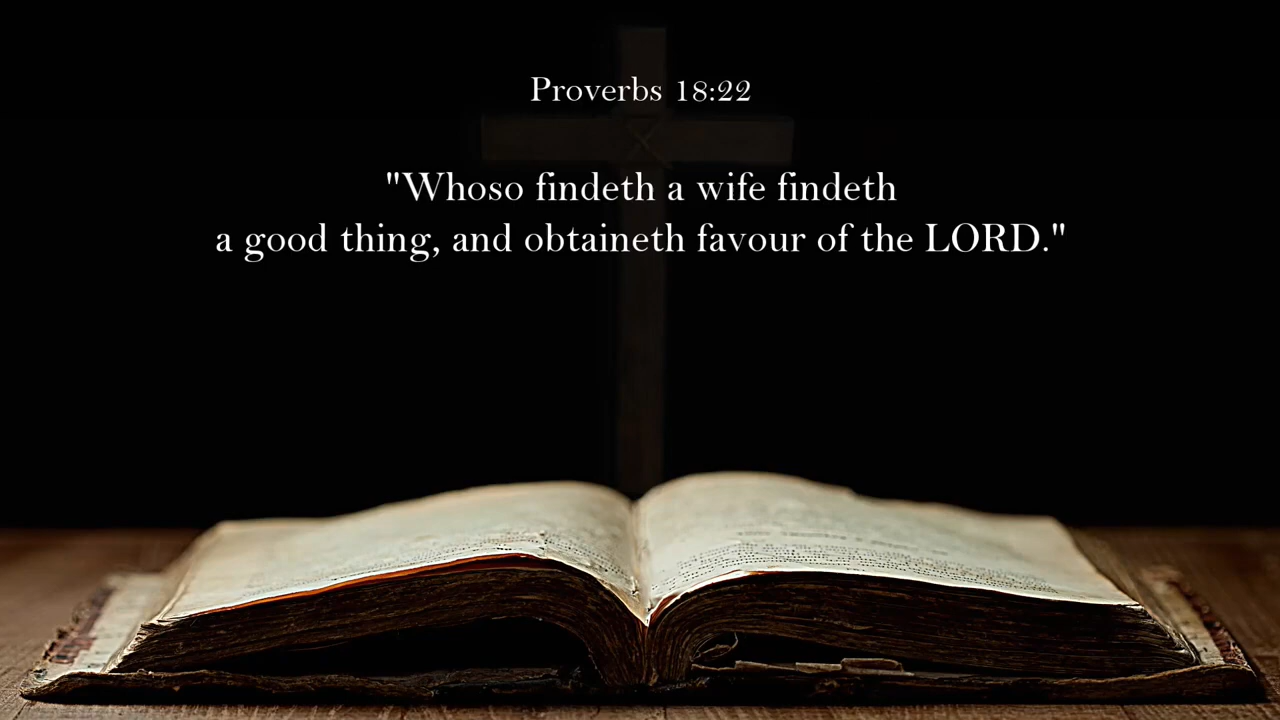 Proverbs 18:22
"Whoso findeth a wife findeth
a good thing, and obtaineth favour of the LORD."